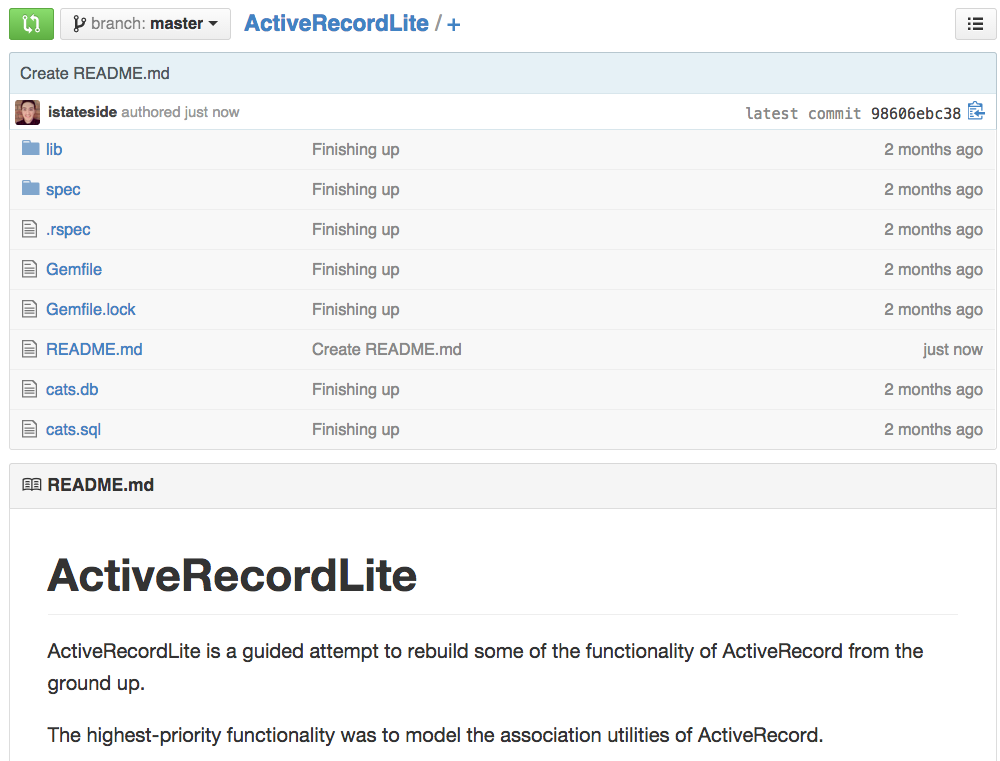 branch: master ActiveRecordLite / +
Create README.md
istateside authored just now latest commit 98606ebc38
lib Finishing up 2 months ago
spec Finishing up 2 months ago
.rspec Finishing up 2 months ago
Gemfile Finishing up 2 months ago
Gemfile.lock Finishing up 2 months ago
README.md Create README.md just now
cats.db Finishing up 2 months ago
cats.sql Finishing up 2 months ago
README.md
ActiveRecordLite
ActiveRecordLite is a guided attempt to rebuild some of the functionality of ActiveRecord from the
ground up.
The highest-priority functionality was to model the association utilities of ActiveRecord.